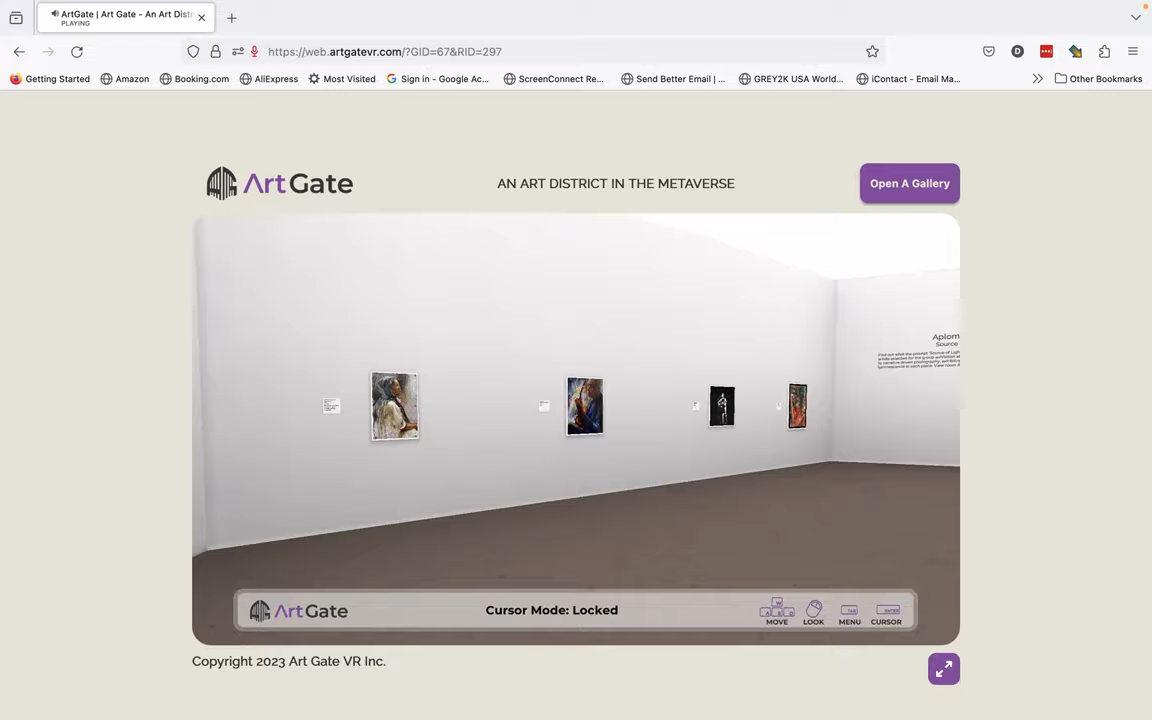 ArtGate | Art Gate - An Art Distri
PLAYING
https://web.artgatevr.com/?GID=67&RID=297
Getting Started
Amazon
Booking.com
AliExpress
Most Visited
Sign in - Google Ac...
ScreenConnect Re...
Send Better Email | ...
GREY2K USA World...
iContact - Email Ma...
Other Bookmarks
ArtGate
AN ART DISTRICT IN THE METAVERSE
Open A Gallery
Aplom
Source
ArtGate
Cursor Mode: Locked
W
A S D
MOVE
LOOK
TAB
MENU
ENTER
CURSOR
Copyright 2023 Art Gate VR Inc.